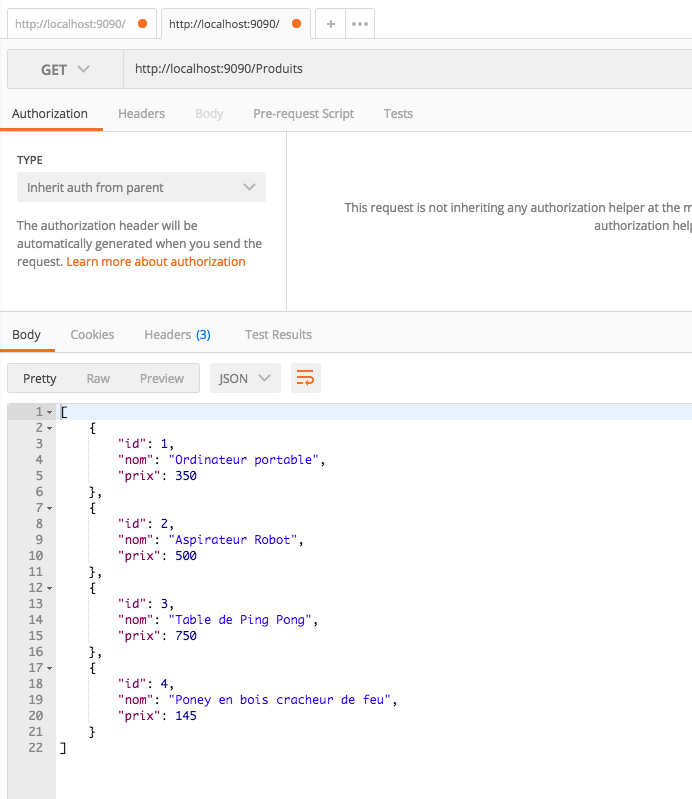 http://localhost:9090/ http://localhost:9090/ + •••
GET http://localhost:9090/Produits
Authorization Headers Body Pre-request Script Tests
TYPE
Inherit auth from parent
This request is not inheriting any authorization helper at the m
authorization help
The authorization header will be
automatically generated when you send the
request. Learn more about authorization
Body Cookies Headers (3) Test Results
Pretty Raw Preview JSON
1 [
2 {
3 "id": 1,
4 "nom": "Ordinateur portable",
5 "prix": 350
6 },
7 {
8 "id": 2,
9 "nom": "Aspirateur Robot",
10 "prix": 500
11 },
12 {
13 "id": 3,
14 "nom": "Table de Ping Pong",
15 "prix": 750
16 },
17 {
18 "id": 4,
19 "nom": "Poney en bois cracheur de feu",
20 "prix": 145
21 }
22 ]